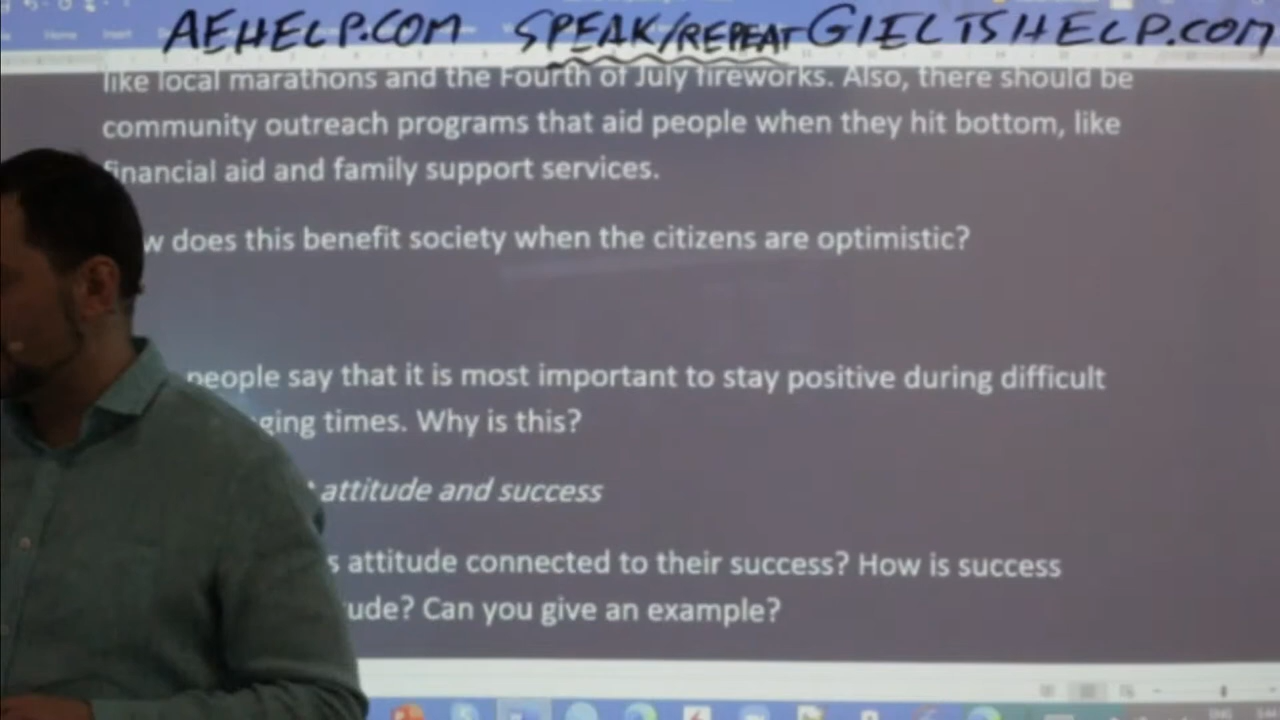 AEHELP.COM SPEAK/REPEAT GIELTSHELP.COM
Home Insert
like local marathons and the Fourth of July fireworks. Also, there should be
community outreach programs that aid people when they hit bottom, like
financial aid and family support services.
w does this benefit society when the citizens are optimistic?
people say that it is most important to stay positive during difficult
ging times. Why is this?
attitude and success
s attitude connected to their success? How is success
ude? Can you give an example?